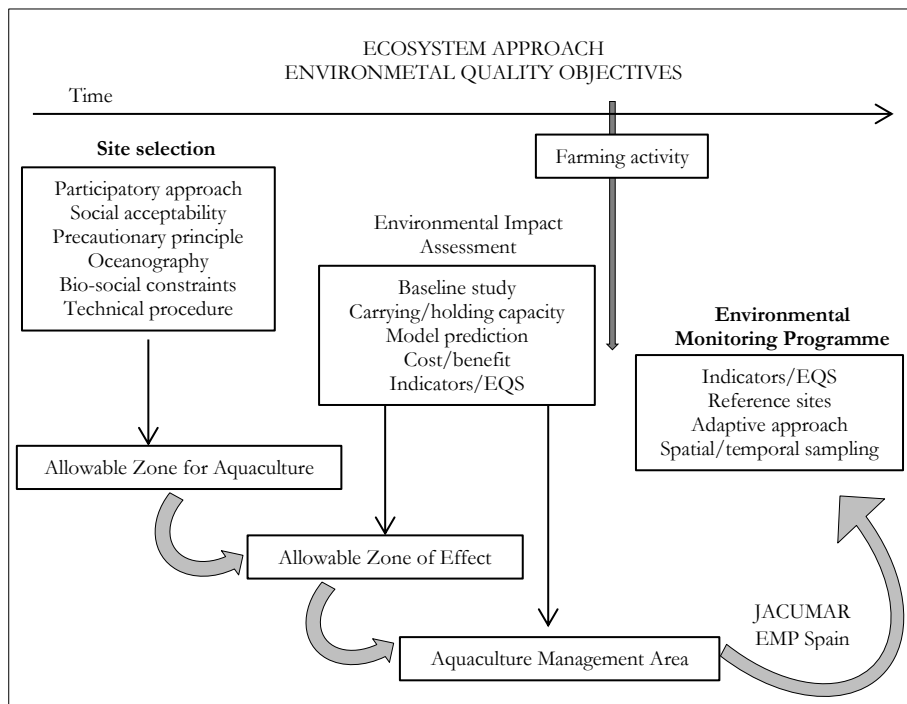 ECOSYSTEM APPROACH
ENVIRONMETAL QUALITY OBJECTIVES
Time
Site selection
Participatory approach
Social acceptability
Precautionary principle
Oceanography
Bio-social constraints
Technical procedure
Farming activity
Environmental Impact
Assessment
Baseline study
Carrying/holding capacity
Model prediction
Cost/benefit
Indicators/EQS
Environmental
Monitoring Programme
Indicators/EQS
Reference sites
Adaptive approach
Spatial/temporal sampling
Allowable Zone for Aquaculture
Allowable Zone of Effect
Aquaculture Management Area
JACUMAR
EMP Spain